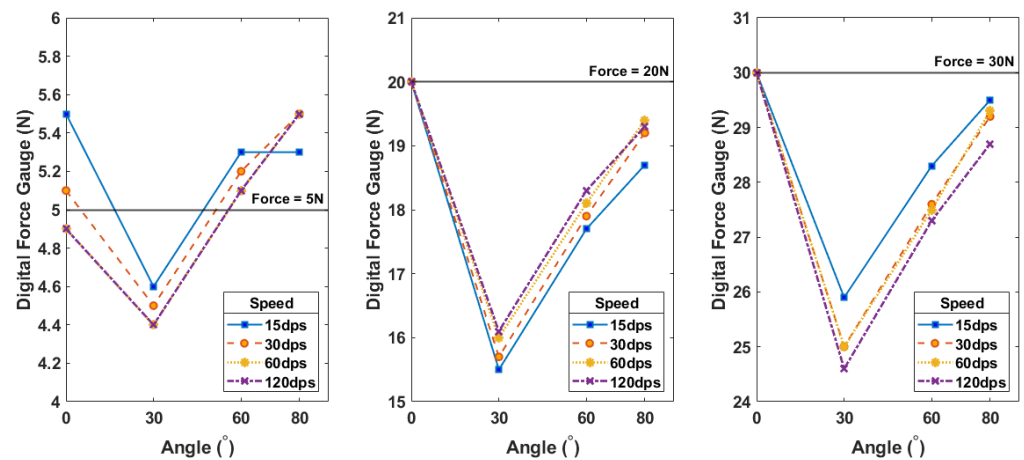 Digital Force Gauge (N)
6
5.8
5.6
5.4
5.2
5
4.8
4.6
4.4
4.2
4
Force = 5N
Speed
15dps
30dps
60dps
120dps
0
30
60
80
Angle (°)
Digital Force Gauge (N)
21
20
19
18
17
16
15
Force = 20N
Speed
15dps
30dps
60dps
120dps
0
30
60
80
Angle (°)
Digital Force Gauge (N)
31
30
29
28
27
26
25
24
Force = 30N
Speed
15dps
30dps
60dps
120dps
0
30
60
80
Angle (°)